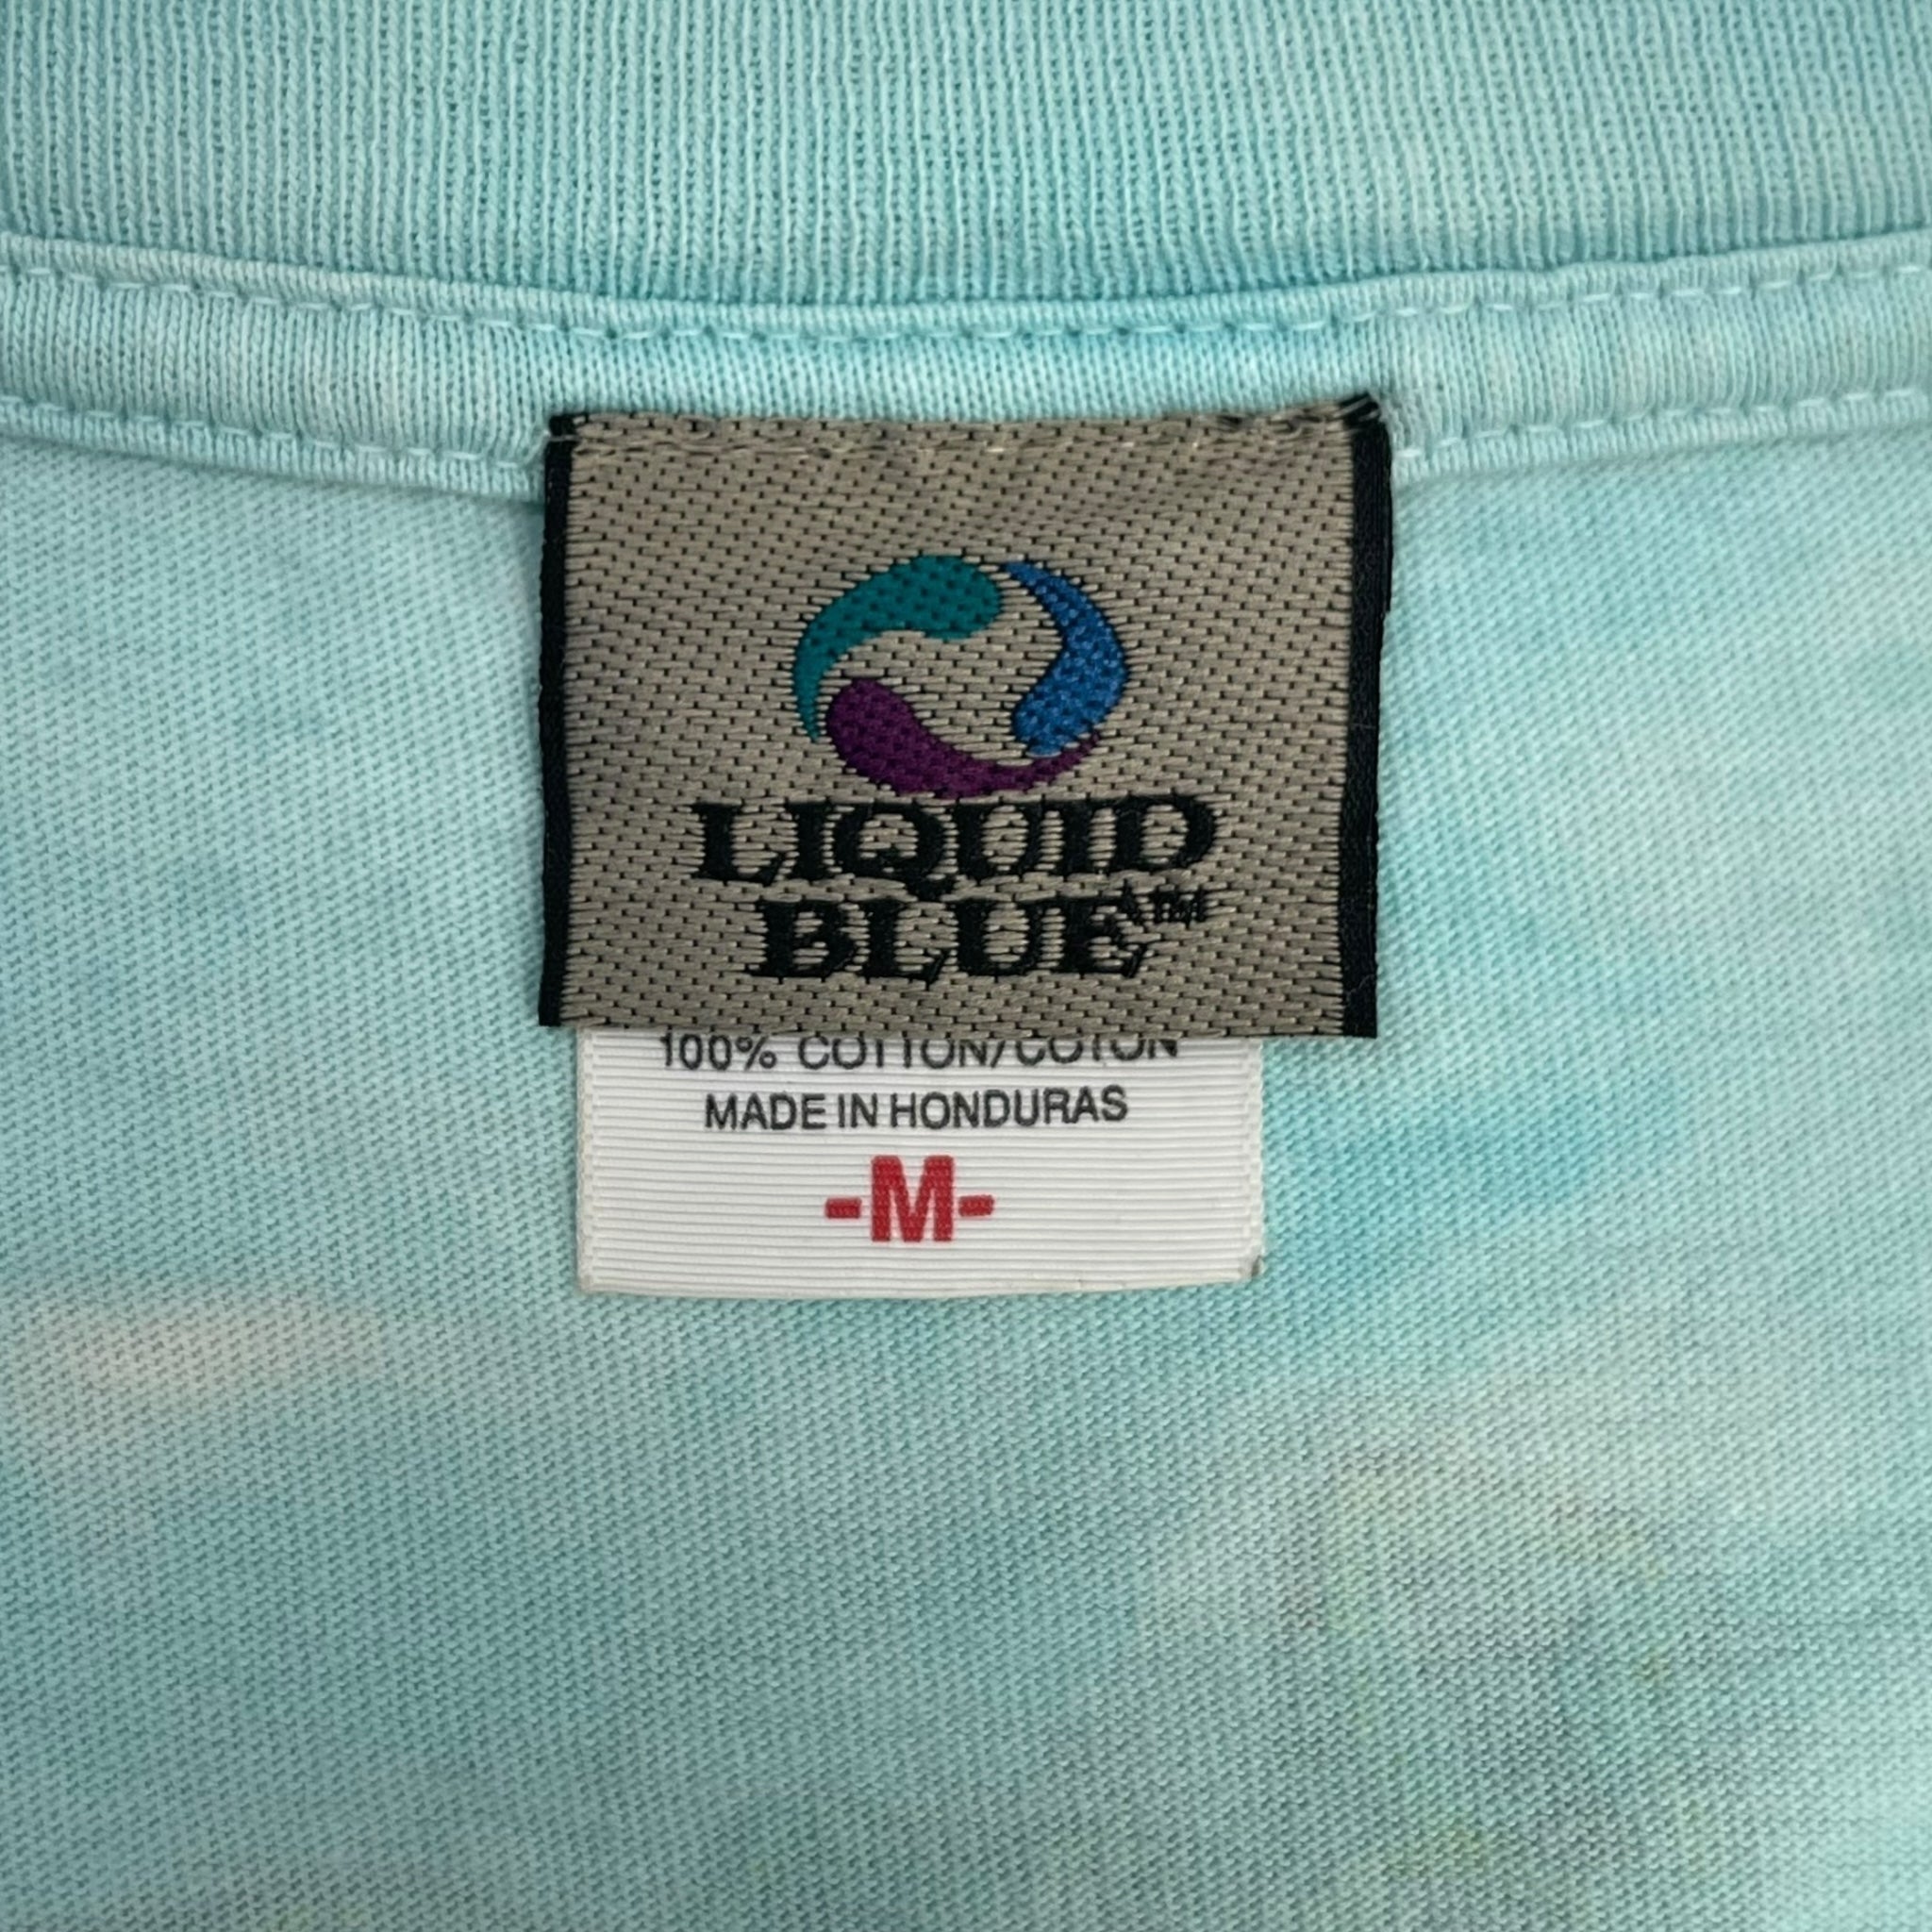 LIQUID
BLUE™
100% COTTON/COTON
MADE IN HONDURAS
-M-